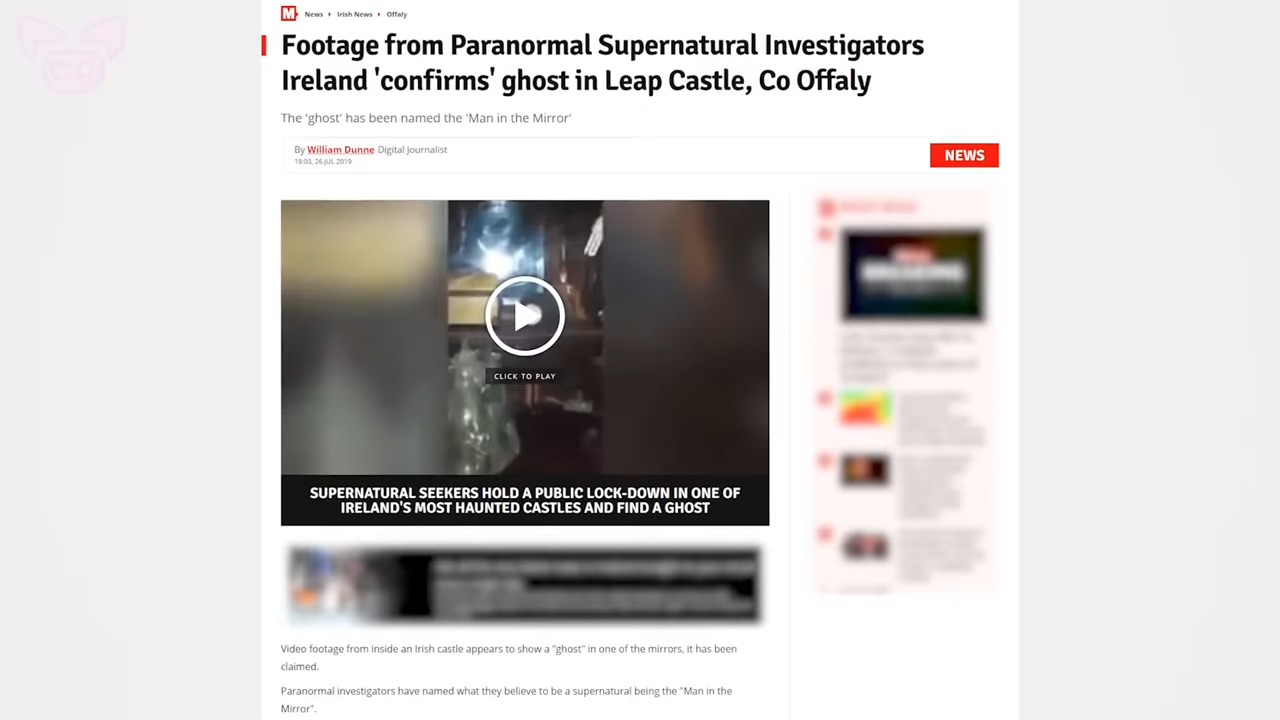 M News Irish News Offaly
Footage from Paranormal Supernatural Investigators
Ireland 'confirms' ghost in Leap Castle, Co Offaly
The 'ghost' has been named the 'Man in the Mirror'
By William Dunne Digital Journalist
18:03, 26 JUL 2019
NEWS
CLICK TO PLAY
SUPERNATURAL SEEKERS HOLD A PUBLIC LOCK-DOWN IN ONE OF
IRELAND'S MOST HAUNTED CASTLES AND FIND A GHOST
Video footage from inside an Irish castle appears to show a "ghost" in one of the mirrors, it has been
claimed.
Paranormal investigators have named what they believe to be a supernatural being the "Man in the
Mirror".